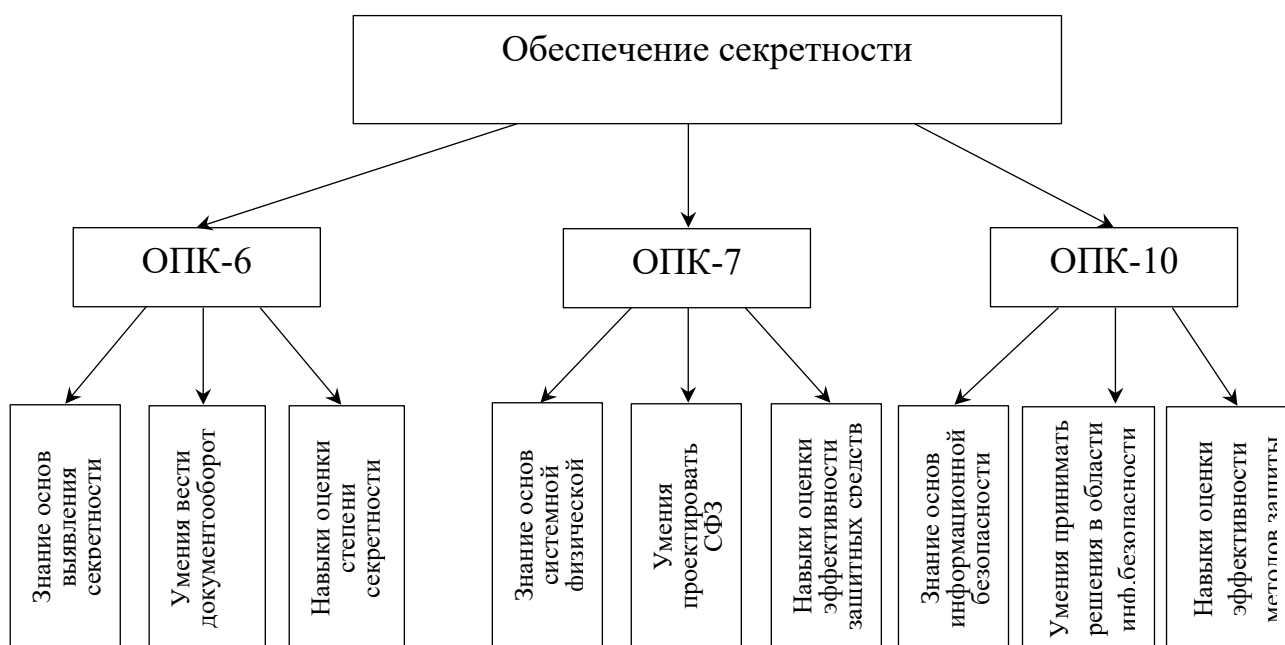 Обеспечение секретности
ОПК-6
ОПК-7
ОПК-10
Знание основ
выявления
секретности
Умения вести
документооборот
Навыки оценки
степени
секретности
Знание основ
системной
физической
Умения
проектировать
СФЗ
Навыки оценки
эффективности
защитных средств
Знание основ
информационной
безопасности
Умения принимать
решения в области
инф.безопасности
Навыки оценки
эффективности
методов защиты